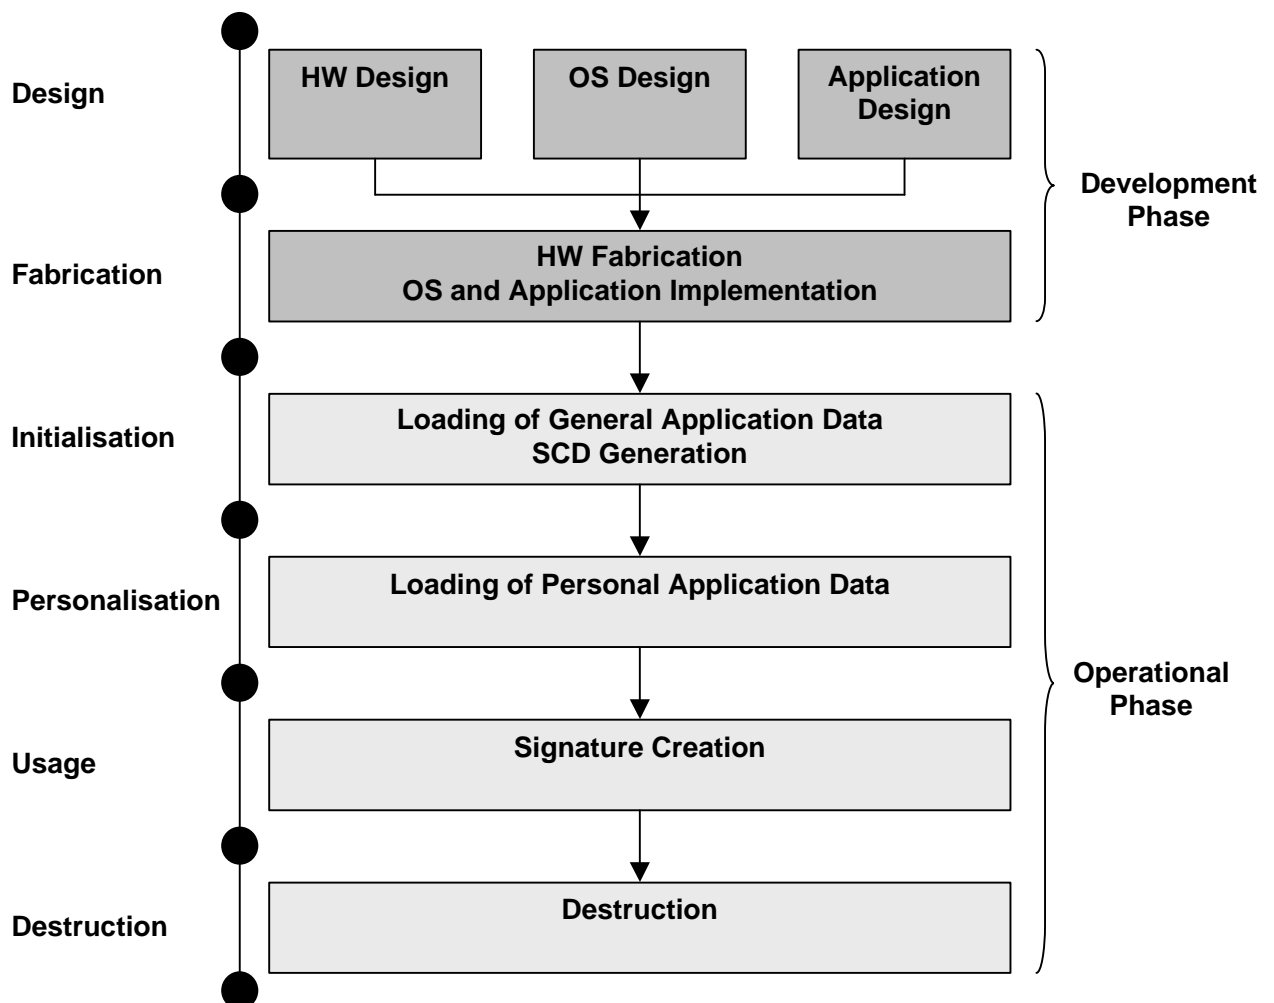 Design
HW Design
OS Design
Application
Design
Development
Phase
Fabrication
HW Fabrication
OS and Application Implementation
Initialisation
Loading of General Application Data
SCD Generation
Personalisation
Loading of Personal Application Data
Operational
Phase
Usage
Signature Creation
Destruction
Destruction